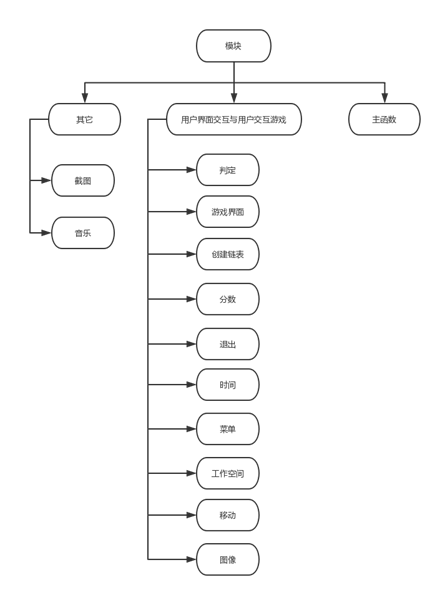 模块
其它
用户界面交互与用户交互游戏
主函数
截图
音乐
判定
游戏界面
创建链表
分数
退出
时间
菜单
工作空间
移动
图像